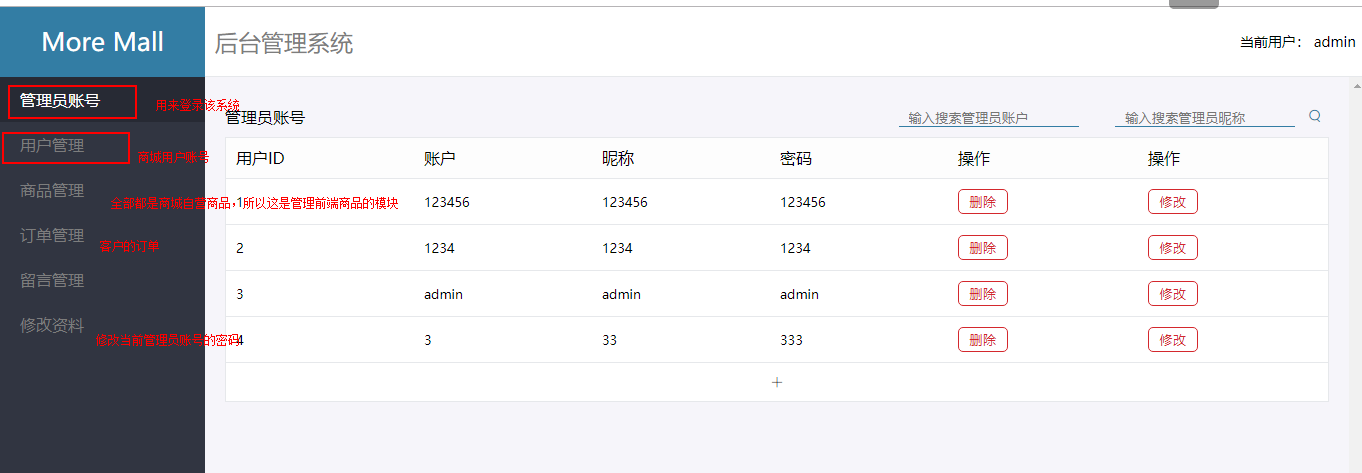 More Mall
后台管理系统
当前用户： admin
管理员账号
用来登录该系统
用户管理
商城用户账号
商品管理
全部都是商城自营商品，所以这是管理前端商品的模块
订单管理
客户的订单
留言管理
修改资料
修改当前管理员账号的密码
管理员账号
输入搜索管理员账户
输入搜索管理员昵称
用户ID 账户 昵称 密码 操作 操作
1 123456 123456 123456 删除 修改
2 1234 1234 1234 删除 修改
3 admin admin admin 删除 修改
4 3 33 333 删除 修改
+